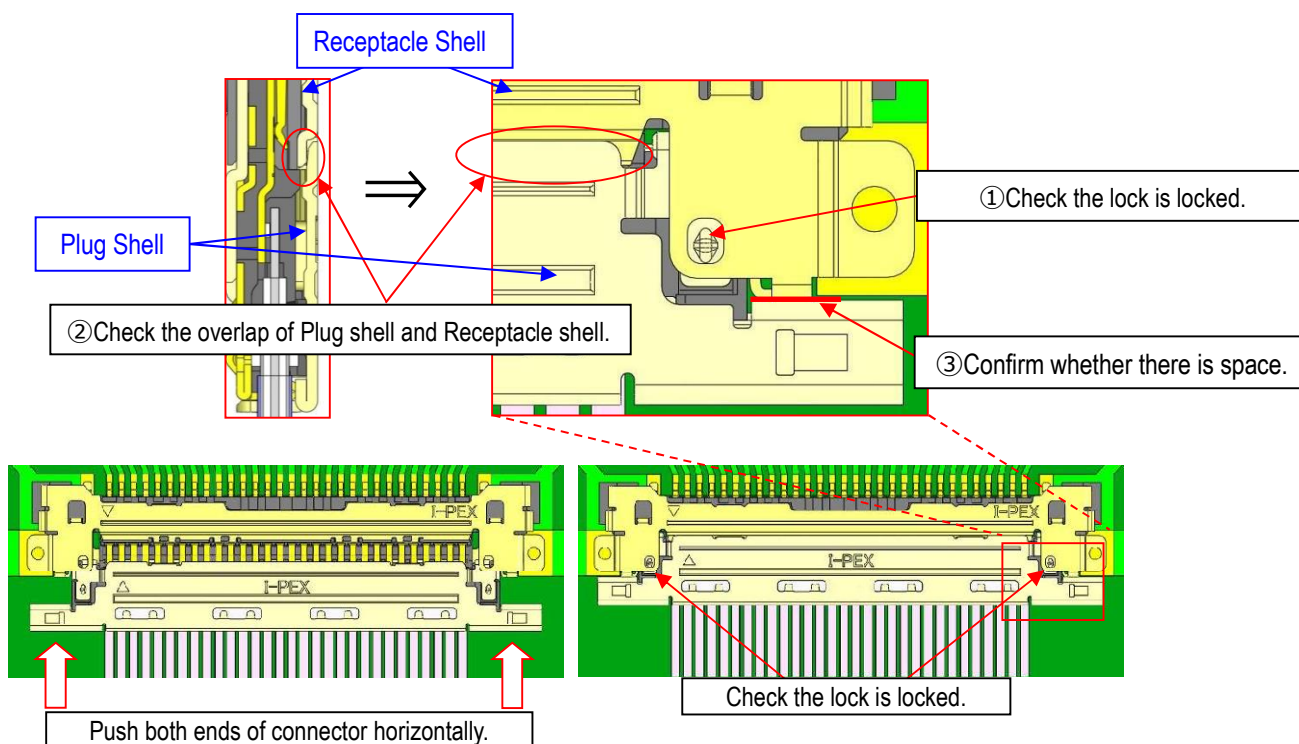 Receptacle Shell
①Check the lock is locked.
Plug Shell
②Check the overlap of Plug shell and Receptacle shell.
③Confirm whether there is space.
I-PEX
I-PEX
I-PEX
I-PEX
Check the lock is locked.
Push both ends of connector horizontally.